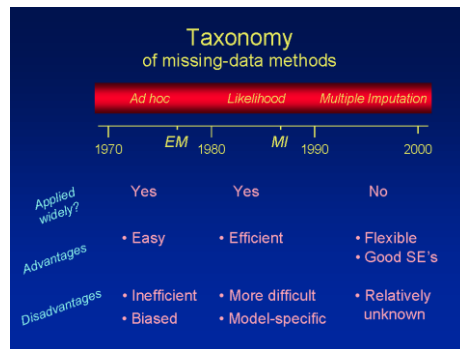 Taxonomy
of missing-data methods
Ad hoc Likelihood Multiple Imputation
EM MI
1970 1980 1990 2000
Applied widely? Yes Yes No
Advantages • Easy • Efficient • Flexible
• Good SE's
Disadvantages • Inefficient • More difficult • Relatively
• Biased • Model-specific unknown